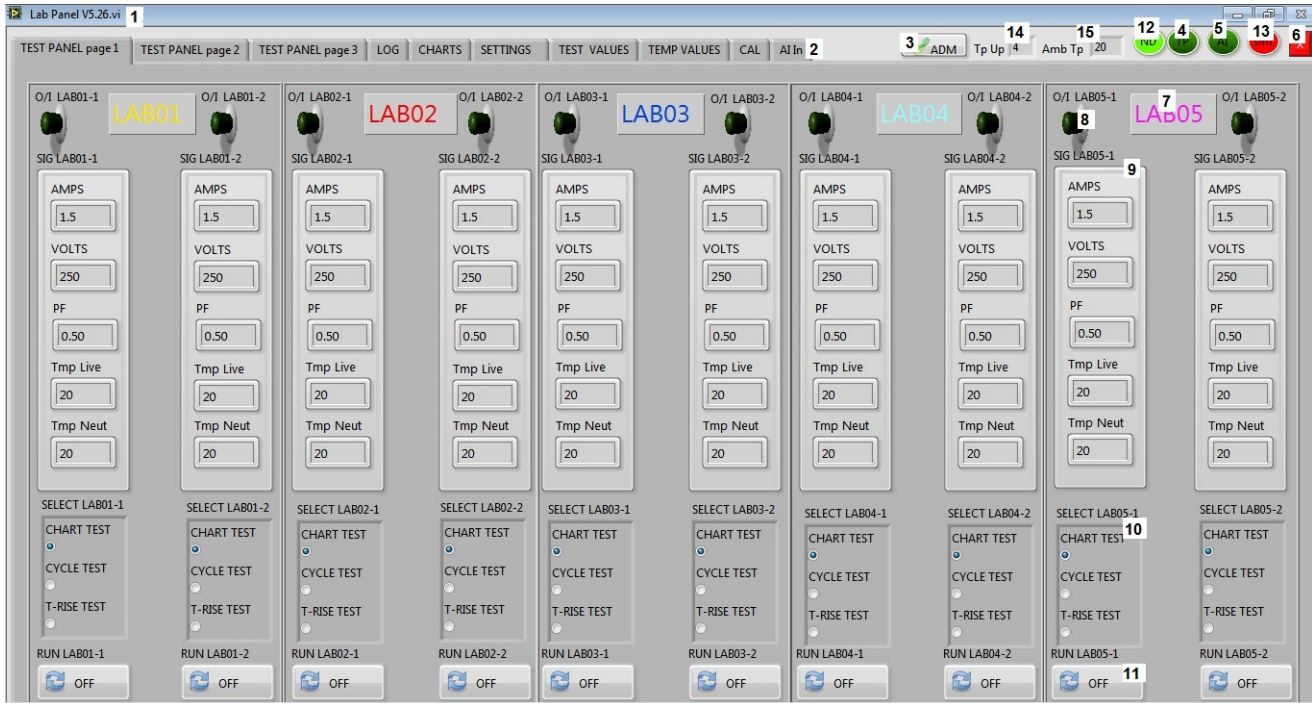 Lab Panel V5.26.vi 1
TEST PANEL page1 TEST PANEL page 2 TEST PANEL page 3 LOG CHARTS SETTINGS TEST VALUES TEMP VALUES CAL AI In 2 3 ADM Tp Up 14 4 Amb Tp 15 20 12 ND 4 TP 5 AI 13 sim 6 X
O/I LAB01-1 LAB01 O/I LAB01-2 O/I LAB02-1 LAB02 O/I LAB02-2 O/I LAB03-1 LAB03 O/I LAB03-2 O/I LAB04-1 LAB04 O/I LAB04-2 O/I LAB05-1 8 7 LAB05 O/I LAB05-2
SIG LAB01-1 SIG LAB01-2 SIG LAB02-1 SIG LAB02-2 SIG LAB03-1 SIG LAB03-2 SIG LAB04-1 SIG LAB04-2 SIG LAB05-1 9 SIG LAB05-2
AMPS AMPS AMPS AMPS AMPS AMPS AMPS AMPS AMPS AMPS
1.5 1.5 1.5 1.5 1.5 1.5 1.5 1.5 1.5 1.5
VOLTS VOLTS VOLTS VOLTS VOLTS VOLTS VOLTS VOLTS VOLTS VOLTS
250 250 250 250 250 250 250 250 250 250
PF PF PF PF PF PF PF PF PF PF
0.50 0.50 0.50 0.50 0.50 0.50 0.50 0.50 0.50 0.50
Tmp Live Tmp Live Tmp Live Tmp Live Tmp Live Tmp Live Tmp Live Tmp Live Tmp Live Tmp Live
20 20 20 20 20 20 20 20 20 20
Tmp Neut Tmp Neut Tmp Neut Tmp Neut Tmp Neut Tmp Neut Tmp Neut Tmp Neut Tmp Neut Tmp Neut
20 20 20 20 20 20 20 20 20 20
SELECT LAB01-1 SELECT LAB01-2 SELECT LAB02-1 SELECT LAB02-2 SELECT LAB03-1 SELECT LAB03-2 SELECT LAB04-1 SELECT LAB04-2 SELECT LAB05-1 SELECT LAB05-2
CHART TEST CHART TEST CHART TEST CHART TEST CHART TEST CHART TEST CHART TEST CHART TEST CHART TEST 10 CHART TEST
CYCLE TEST CYCLE TEST CYCLE TEST CYCLE TEST CYCLE TEST CYCLE TEST CYCLE TEST CYCLE TEST CYCLE TEST CYCLE TEST
T-RISE TEST T-RISE TEST T-RISE TEST T-RISE TEST T-RISE TEST T-RISE TEST T-RISE TEST T-RISE TEST T-RISE TEST T-RISE TEST
RUN LAB01-1 RUN LAB01-2 RUN LAB02-1 RUN LAB02-2 RUN LAB03-1 RUN LAB03-2 RUN LAB04-1 RUN LAB04-2 RUN LAB05-1 RUN LAB05-2
OFF OFF OFF OFF OFF OFF OFF OFF OFF 11 OFF